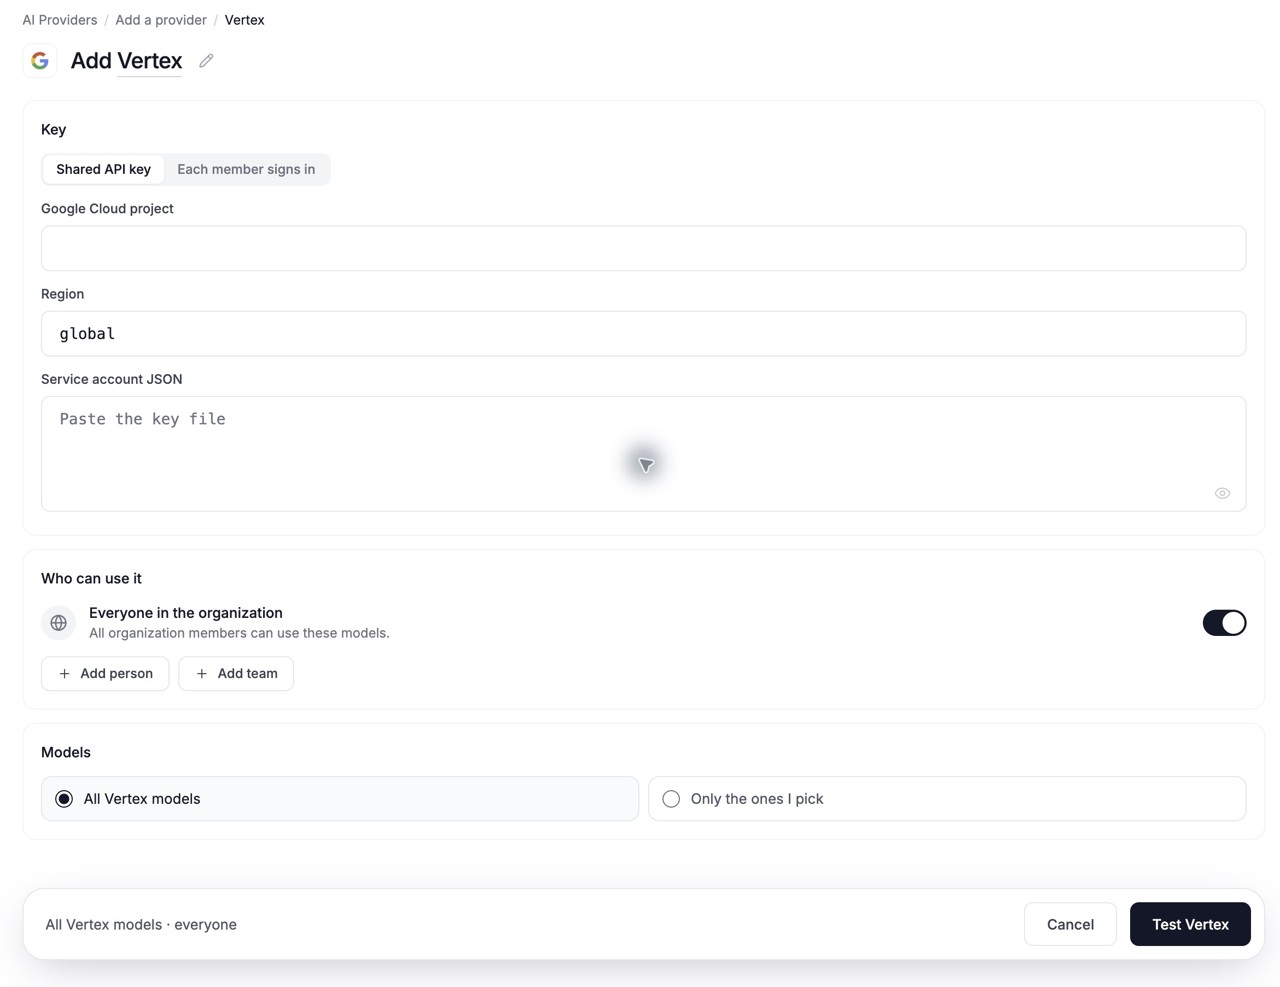 AI Providers / Add a provider / Vertex
Add Vertex
Key
Shared API key
Each member signs in
Google Cloud project
Region
global
Service account JSON
Paste the key file
Who can use it
Everyone in the organization
All organization members can use these models.
+ Add person
+ Add team
Models
All Vertex models
Only the ones I pick
All Vertex models · everyone
Cancel
Test Vertex